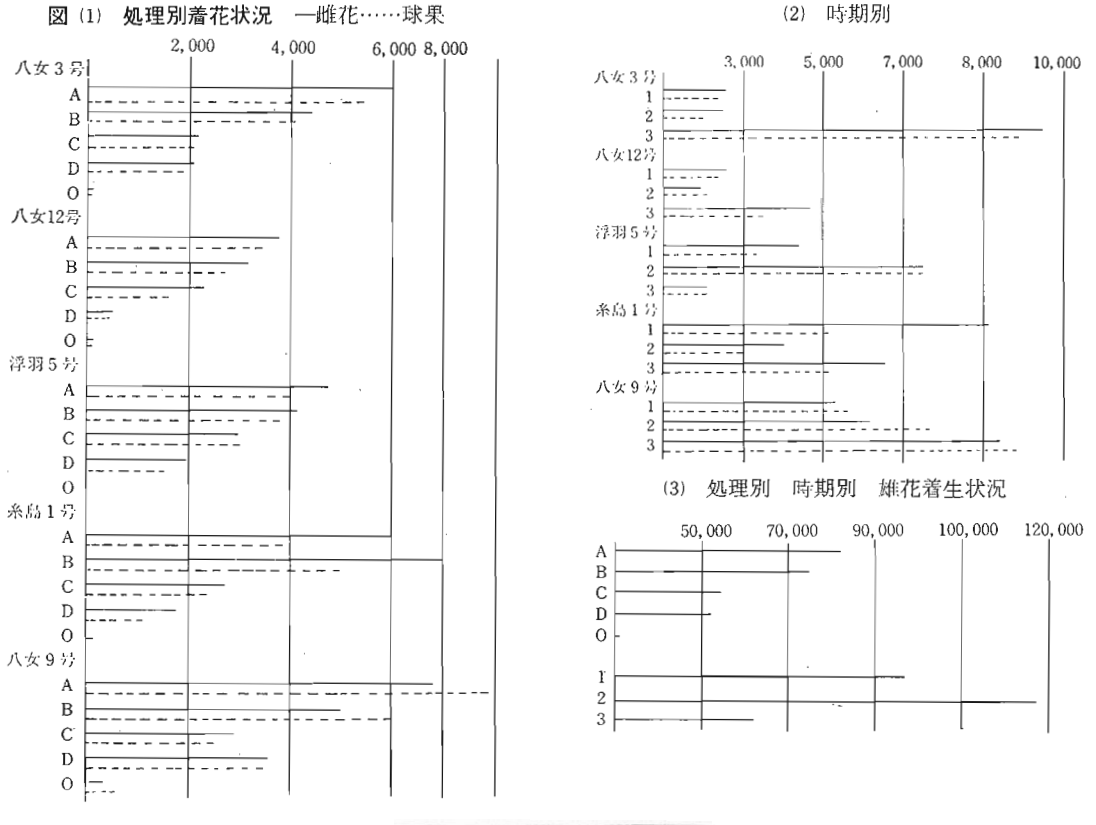 図 (1) 処理別着花状況 —雌花……球果
2,000 4,000 6,000 8,000
八女3号
A
B
C
D
O
八女12号
A
B
C
D
O
浮羽5号
A
B
C
D
O
糸島1号
A
B
C
D
O
八女9号
A
B
C
D
O
(2) 時期別
3,000 5,000 7,000 8,000 10,000
八女3号
1
2
3
八女12号
1
2
3
浮羽5号
1
2
3
糸島1号
1
2
3
八女9号
1
2
3
(3) 処理別 時期別 雄花着生状況
50,000 70,000 90,000 100,000 120,000
A
B
C
D
O
1
2
3